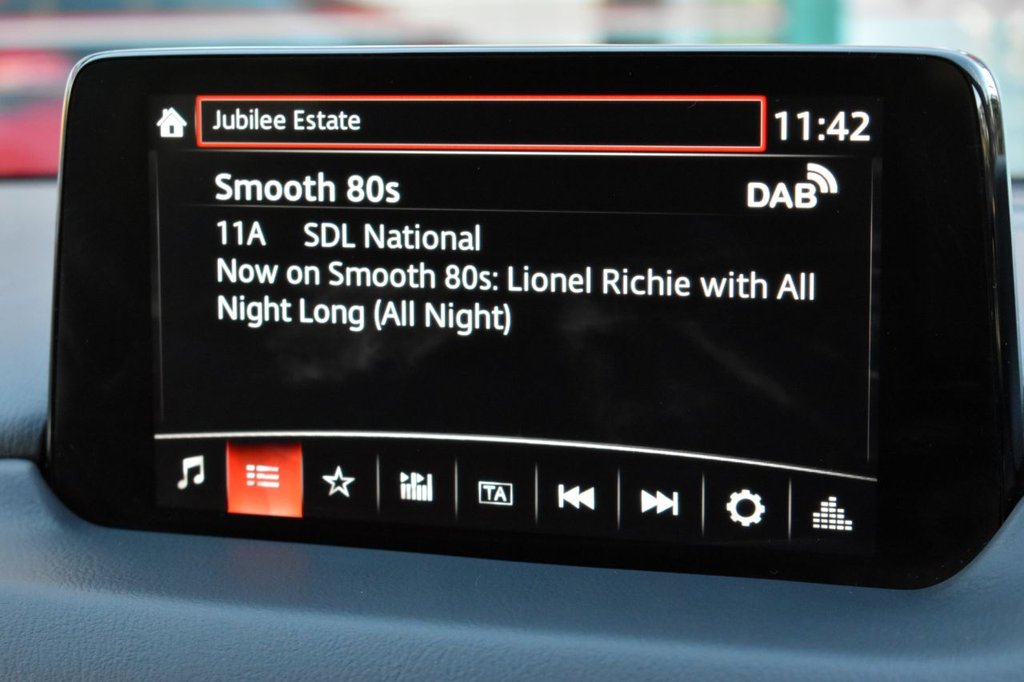 Jubilee Estate
11:42
Smooth 80s
DAB
11A SDL National
Now on Smooth 80s: Lionel Richie with All
Night Long (All Night)
TA